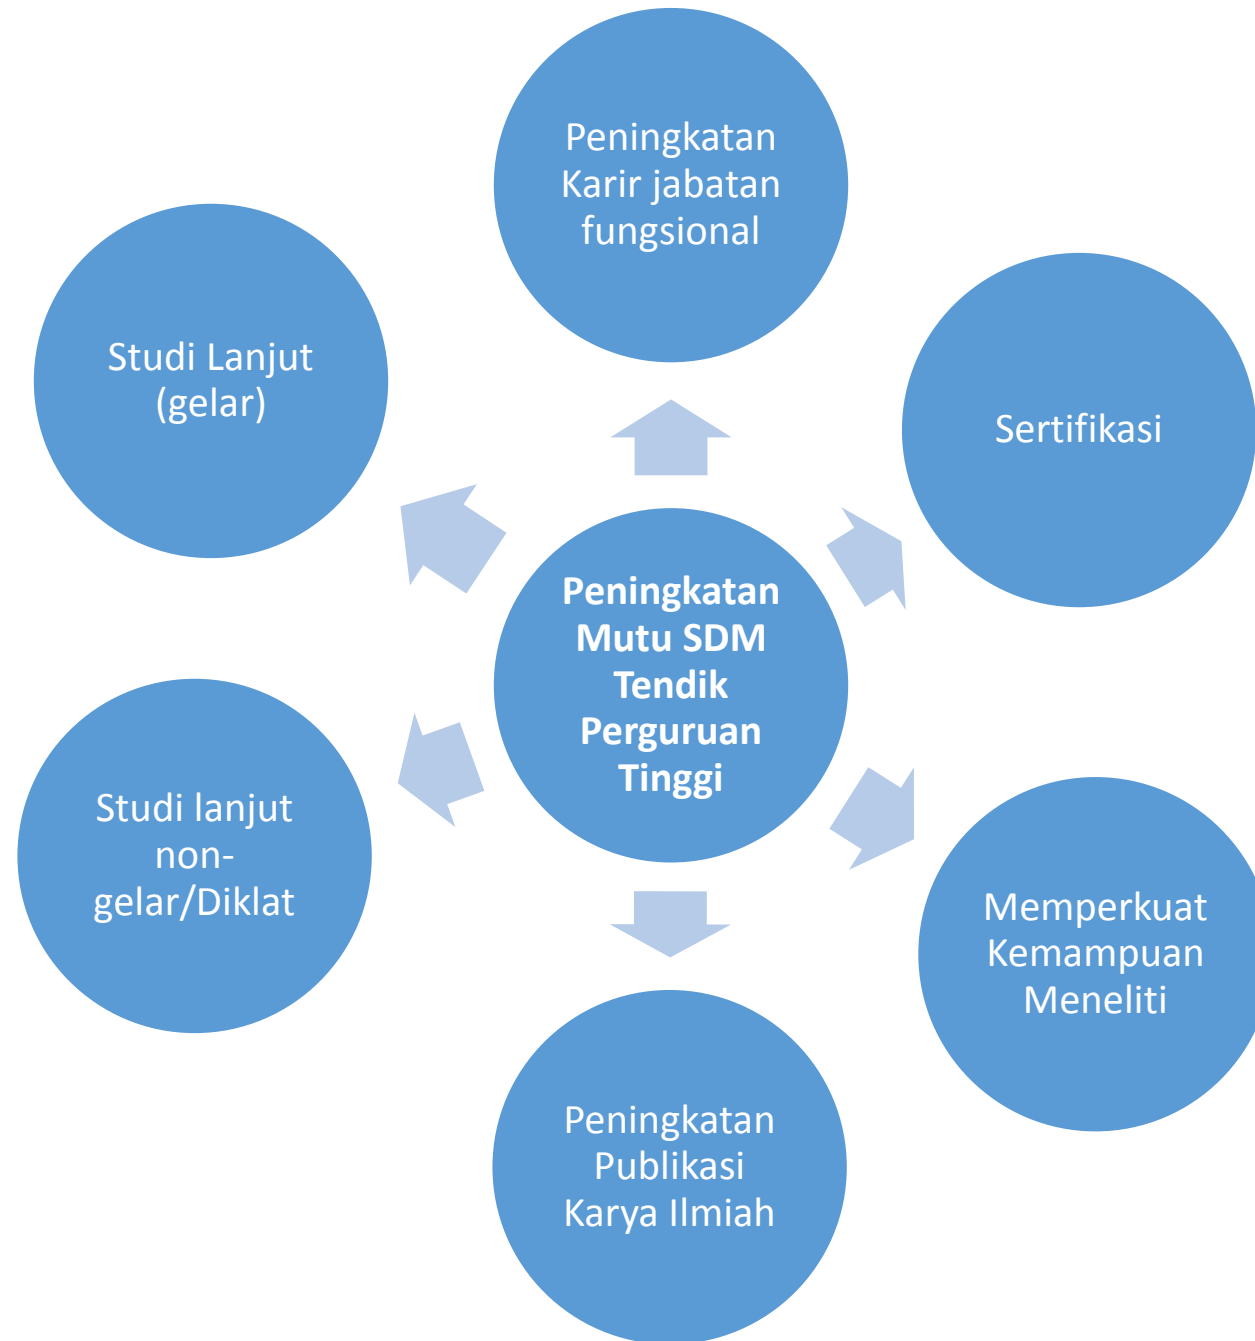 Peningkatan
Karir jabatan
fungsional
Studi Lanjut
(gelar)
Sertifikasi
Peningkatan
Mutu SDM
Tendik
Perguruan
Tinggi
Studi lanjut
non-
gelar/Diklat
Memperkuat
Kemampuan
Meneliti
Peningkatan
Publikasi
Karya Ilmiah